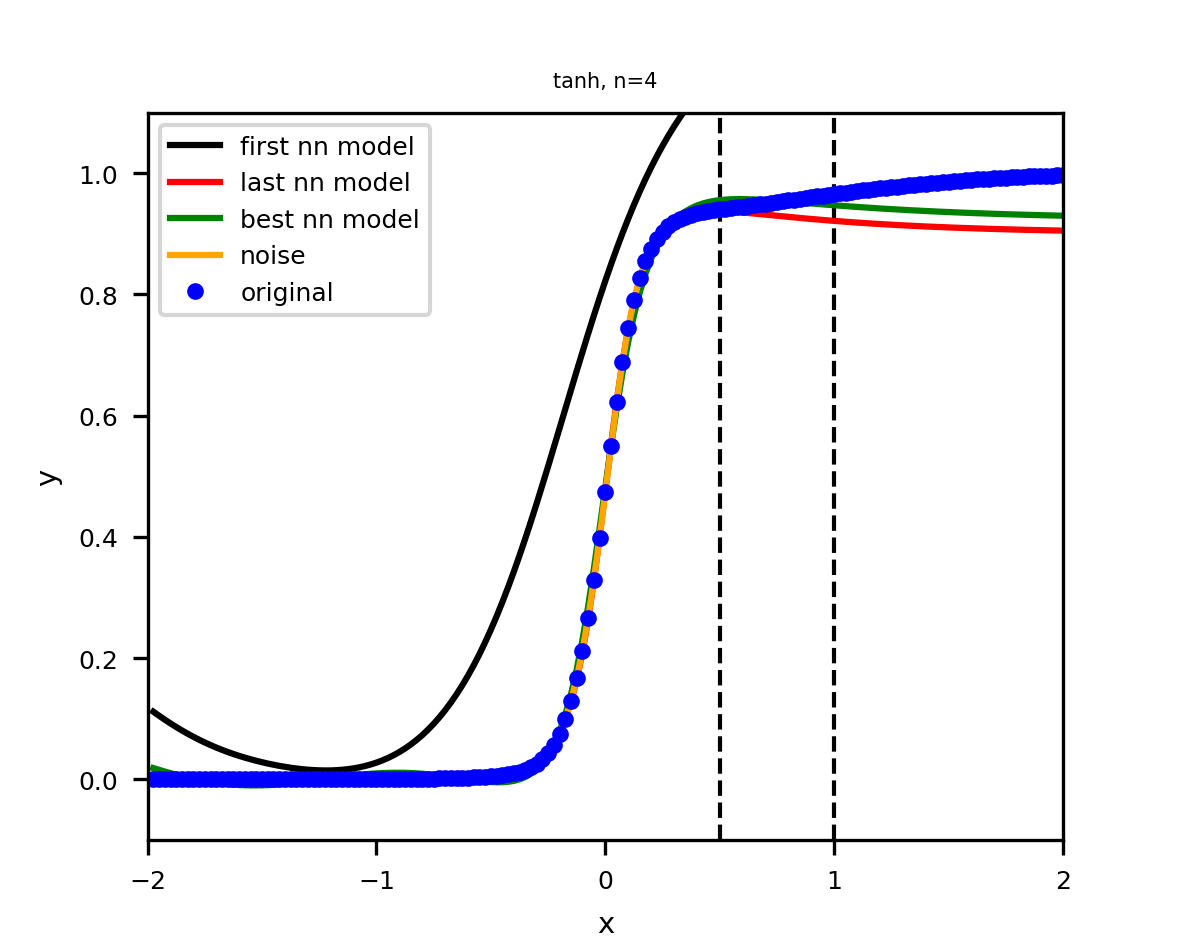 tanh, n=4
first nn model
last nn model
best nn model
noise
original
1.0
0.8
0.6
0.4
0.2
0.0
y
−2
−1
0
1
2
x